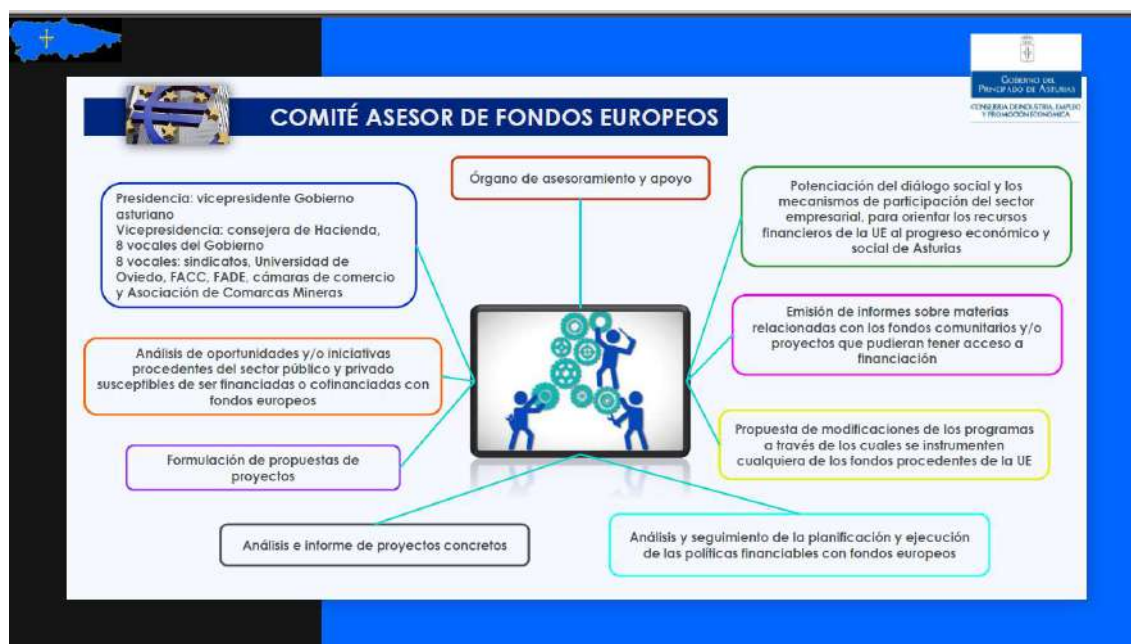 GOBIERNO DEL
PRINCIPADO DE ASTURIAS
CONSEJERÍA DE INDUSTRIA, EMPLEO
Y PROMOCIÓN ECONÓMICA
COMITÉ ASESOR DE FONDOS EUROPEOS
Órgano de asesoramiento y apoyo
Presidencia: vicepresidente Gobierno
asturiano
Vicepresidencia: consejera de Hacienda,
8 vocales del Gobierno
8 vocales: sindicatos, Universidad de
Oviedo, FACC, FADE, cámaras de comercio
y Asociación de Comarcas Mineras
Potenciación del diálogo social y los
mecanismos de participación del sector
empresarial, para orientar los recursos
financieros de la UE al progreso económico y
social de Asturias
Emisión de informes sobre materias
relacionadas con los fondos comunitarios y/o
proyectos que pudieran tener acceso a
financiación
Análisis de oportunidades y/o iniciativas
procedentes del sector público y privado
susceptibles de ser financiadas o cofinanciadas con
fondos europeos
Propuesta de modificaciones de los programas
a través de los cuales se instrumenten
cualquiera de los fondos procedentes de la UE
Formulación de propuestas de
proyectos
Análisis e informe de proyectos concretos
Análisis y seguimiento de la planificación y ejecución
de las políticas financiables con fondos europeos